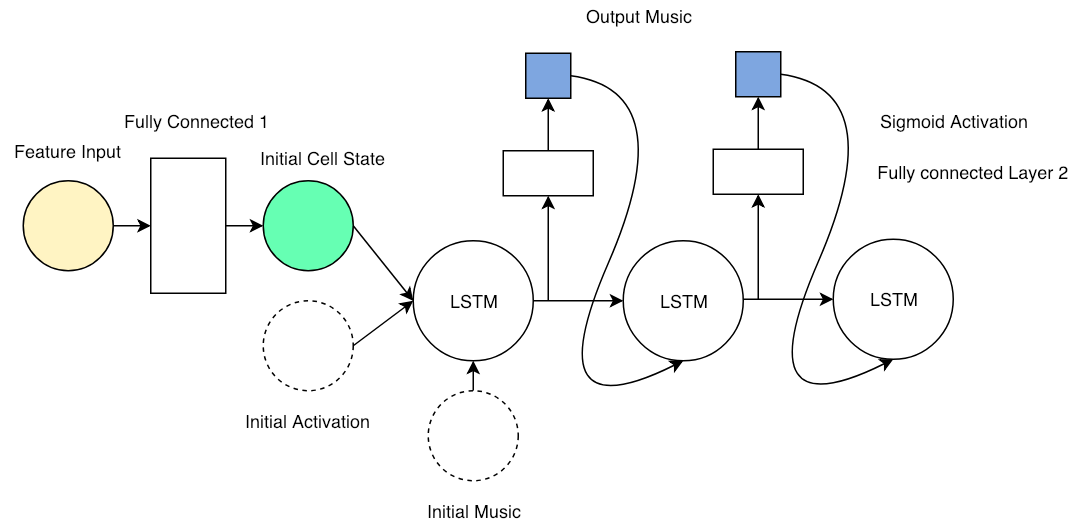 Output Music
Fully Connected 1
Sigmoid Activation
Feature Input
Initial Cell State
Fully connected Layer 2
LSTM
LSTM
LSTM
Initial Activation
Initial Music